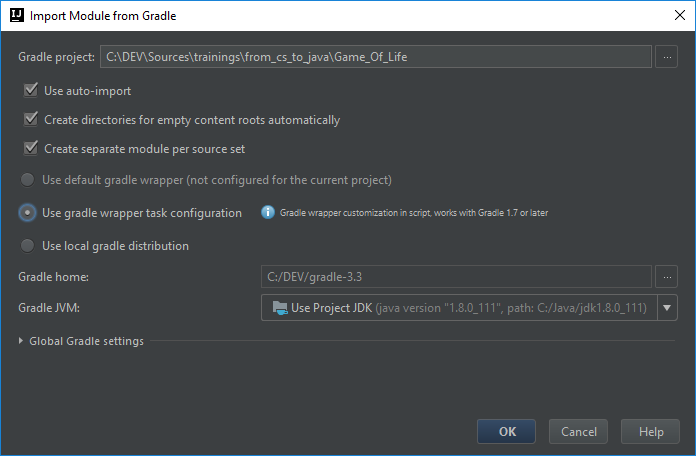 IJ Import Module from Gradle
Gradle project: C:\DEV\Sources\trainings\from_cs_to_java\Game_Of_Life ...
Use auto-import
Create directories for empty content roots automatically
Create separate module per source set
Use default gradle wrapper (not configured for the current project)
Use gradle wrapper task configuration Gradle wrapper customization in script, works with Gradle 1.7 or later
Use local gradle distribution
Gradle home: C:/DEV/gradle-3.3 ...
Gradle JVM: Use Project JDK (java version "1.8.0_111", path: C:/Java/jdk1.8.0_111)
Global Gradle settings
OK Cancel Help